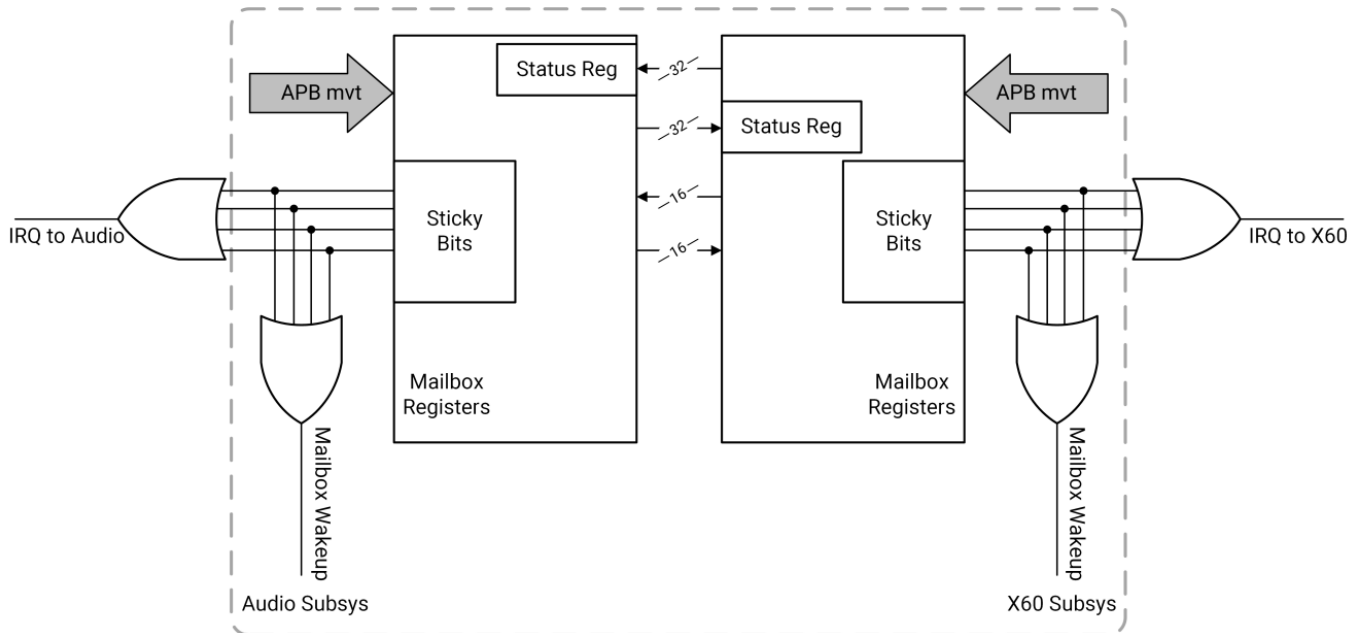 Status Reg
32
APB mvt
APB mvt
32
Status Reg
16
Sticky
Bits
Sticky
Bits
IRQ to Audio
IRQ to X60
16
Mailbox
Registers
Mailbox
Registers
Mailbox Wakeup
Mailbox Wakeup
Audio Subsys
X60 Subsys